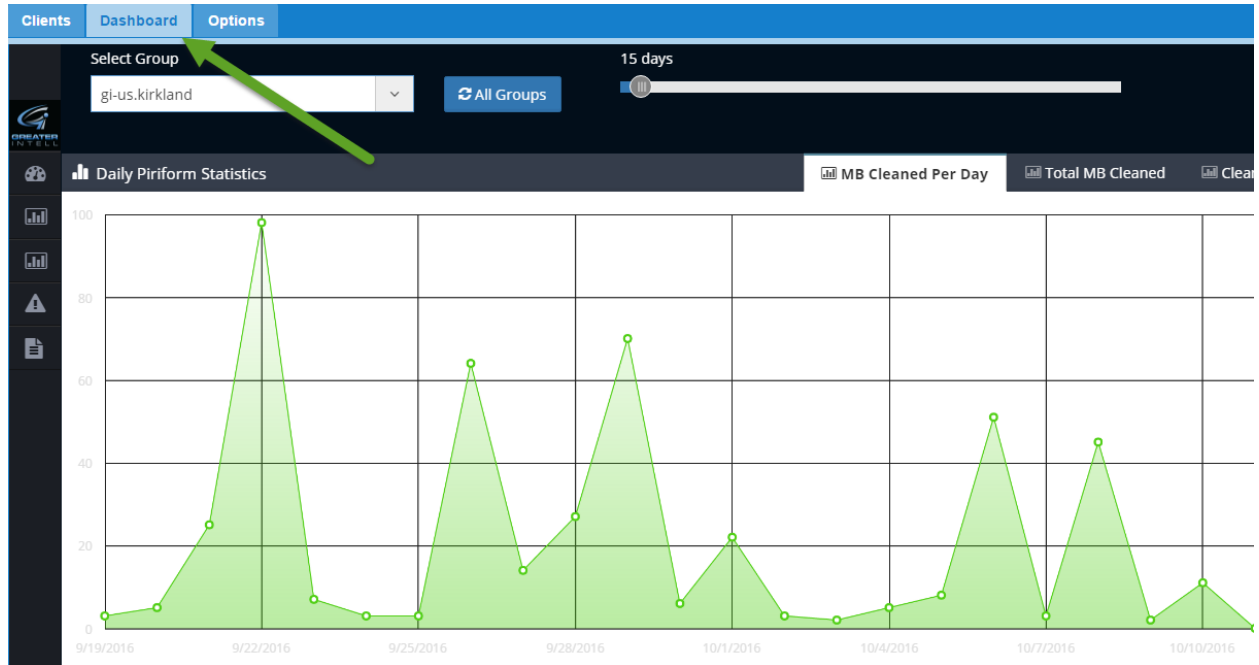 Clients Dashboard Options
Select Group
15 days
gi-us.kirkland
All Groups
GREATER
INTELL
Daily Piriform Statistics
MB Cleaned Per Day
Total MB Cleaned
Clear
100
80
60
40
20
0
9/19/2016 9/22/2016 9/25/2016 9/28/2016 10/1/2016 10/4/2016 10/7/2016 10/10/2016